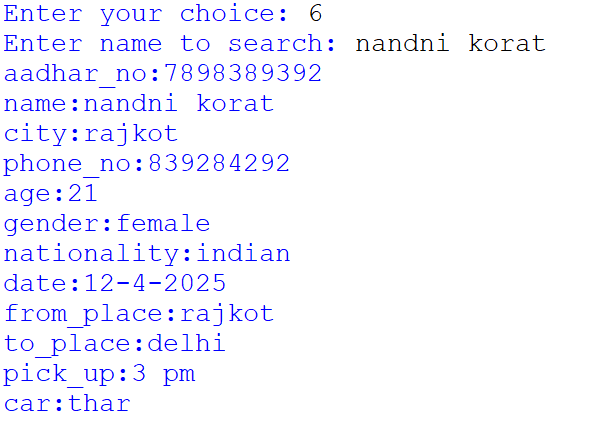 Enter your choice: 6
Enter name to search: nandni korat
aadhar_no:7898389392
name:nandni korat
city:rajkot
phone_no:839284292
age:21
gender:female
nationality:indian
date:12-4-2025
from_place:rajkot
to_place:delhi
pick_up:3 pm
car:thar